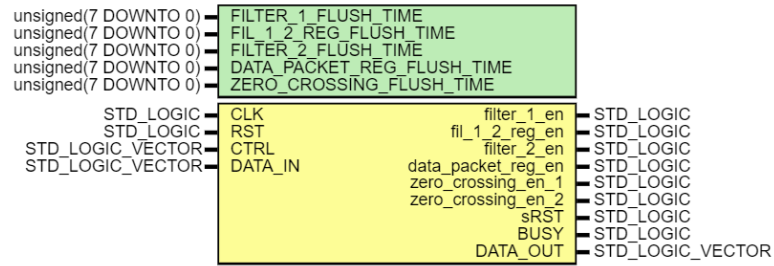 unsigned(7 DOWNTO 0) FILTER_1_FLUSH_TIME
unsigned(7 DOWNTO 0) FIL_1_2_REG_FLUSH_TIME
unsigned(7 DOWNTO 0) FILTER_2_FLUSH_TIME
unsigned(7 DOWNTO 0) DATA_PACKET_REG_FLUSH_TIME
unsigned(7 DOWNTO 0) ZERO_CROSSING_FLUSH_TIME
STD_LOGIC CLK filter_1_en STD_LOGIC
STD_LOGIC RST fil_1_2_reg_en STD_LOGIC
STD_LOGIC_VECTOR CTRL filter_2_en STD_LOGIC
STD_LOGIC_VECTOR DATA_IN data_packet_reg_en STD_LOGIC
zero_crossing_en_1 STD_LOGIC
zero_crossing_en_2 STD_LOGIC
sRST STD_LOGIC
BUSY STD_LOGIC
DATA_OUT STD_LOGIC_VECTOR